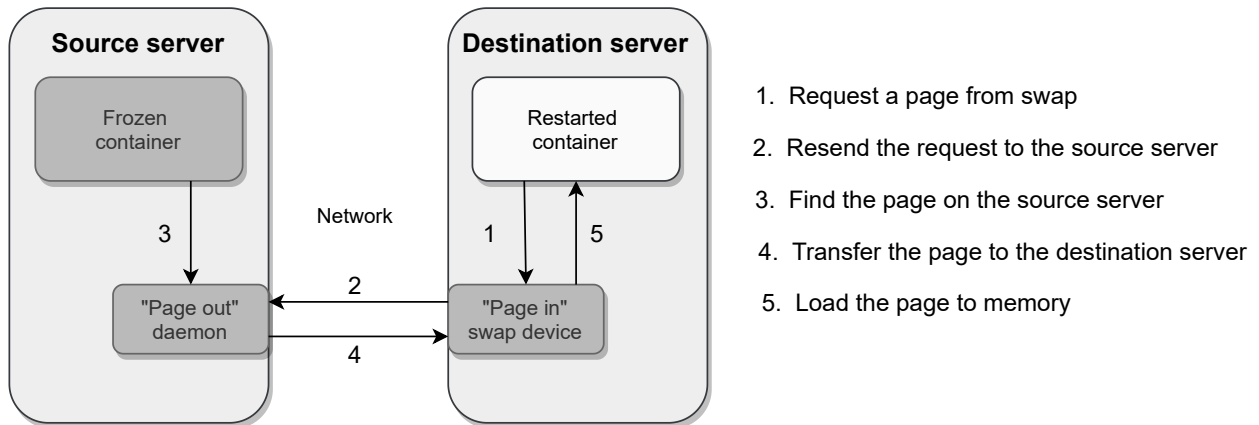 Source server
Frozen
container
3
"Page out"
daemon
Network
2
4
Destination server
Restarted
container
1
5
"Page in"
swap device
1. Request a page from swap
2. Resend the request to the source server
3. Find the page on the source server
4. Transfer the page to the destination server
5. Load the page to memory